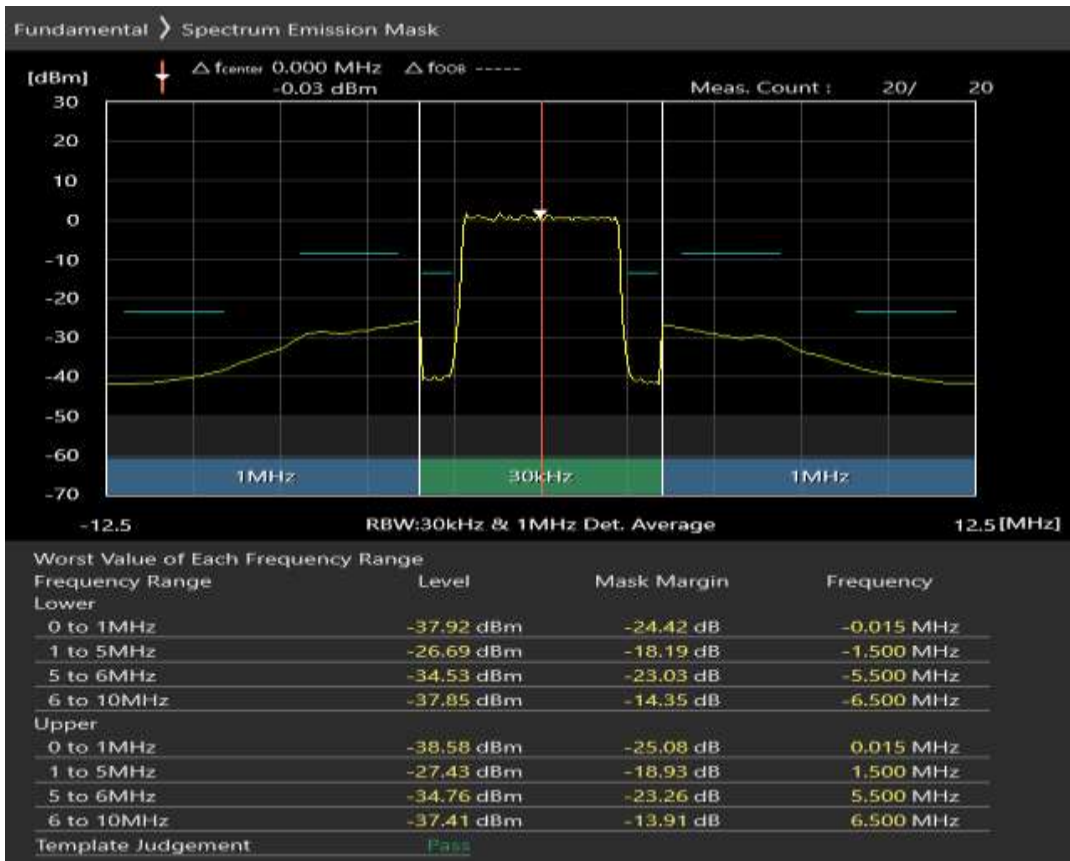 Fundamental ❯ Spectrum Emission Mask
[dBm] △ fcenter 0.000 MHz △ fOOB -----
-0.03 dBm Meas. Count : 20/ 20
30
20
10
0
-10
-20
-30
-40
-50
-60
1MHz 30kHz 1MHz
-70
-12.5 RBW:30kHz & 1MHz Det. Average 12.5 [MHz]
Worst Value of Each Frequency Range
Frequency Range Level Mask Margin Frequency
Lower
0 to 1MHz -37.92 dBm -24.42 dB -0.015 MHz
1 to 5MHz -26.69 dBm -18.19 dB -1.500 MHz
5 to 6MHz -34.53 dBm -23.03 dB -5.500 MHz
6 to 10MHz -37.85 dBm -14.35 dB -6.500 MHz
Upper
0 to 1MHz -38.58 dBm -25.08 dB 0.015 MHz
1 to 5MHz -27.43 dBm -18.93 dB 1.500 MHz
5 to 6MHz -34.76 dBm -23.26 dB 5.500 MHz
6 to 10MHz -37.41 dBm -13.91 dB 6.500 MHz
Template Judgement Pass